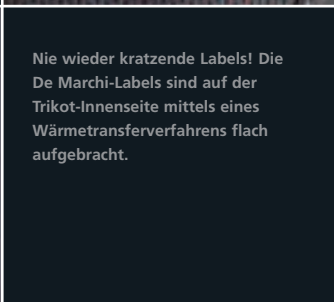 Nie wieder kratzende Labels! Die
De Marchi-Labels sind auf der
Trikot-Innenseite mittels eines
Wärmetransferverfahrens flach
aufgebracht.